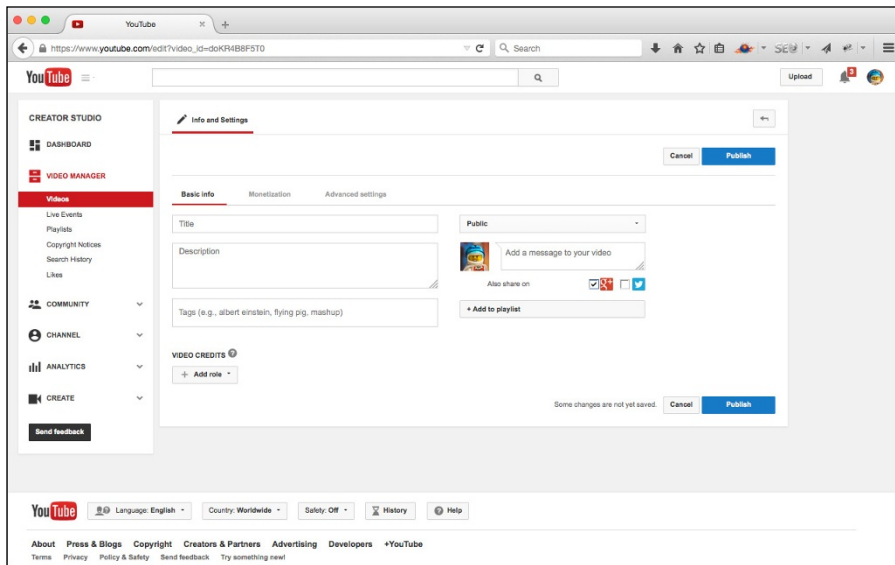 YouTube
https://www.youtube.com/edit?video_id=doKR4B8F5T0
Search
YouTube
Upload
3
CREATOR STUDIO
DASHBOARD
VIDEO MANAGER
Videos
Live Events
Playlists
Copyright Notices
Search History
Likes
COMMUNITY
CHANNEL
ANALYTICS
CREATE
Send feedback
Info and Settings
Cancel Publish
Basic info Monetization Advanced settings
Title
Public
Description
Add a message to your video
Also share on
g+
Tags (e.g., albert einstein, flying pig, mashup)
+ Add to playlist
VIDEO CREDITS ?
+ Add role
Some changes are not yet saved. Cancel Publish
YouTube Language: English Country: Worldwide Safety: Off History Help
About Press & Blogs Copyright Creators & Partners Advertising Developers +YouTube
Terms Privacy Policy & Safety Send feedback Try something new!